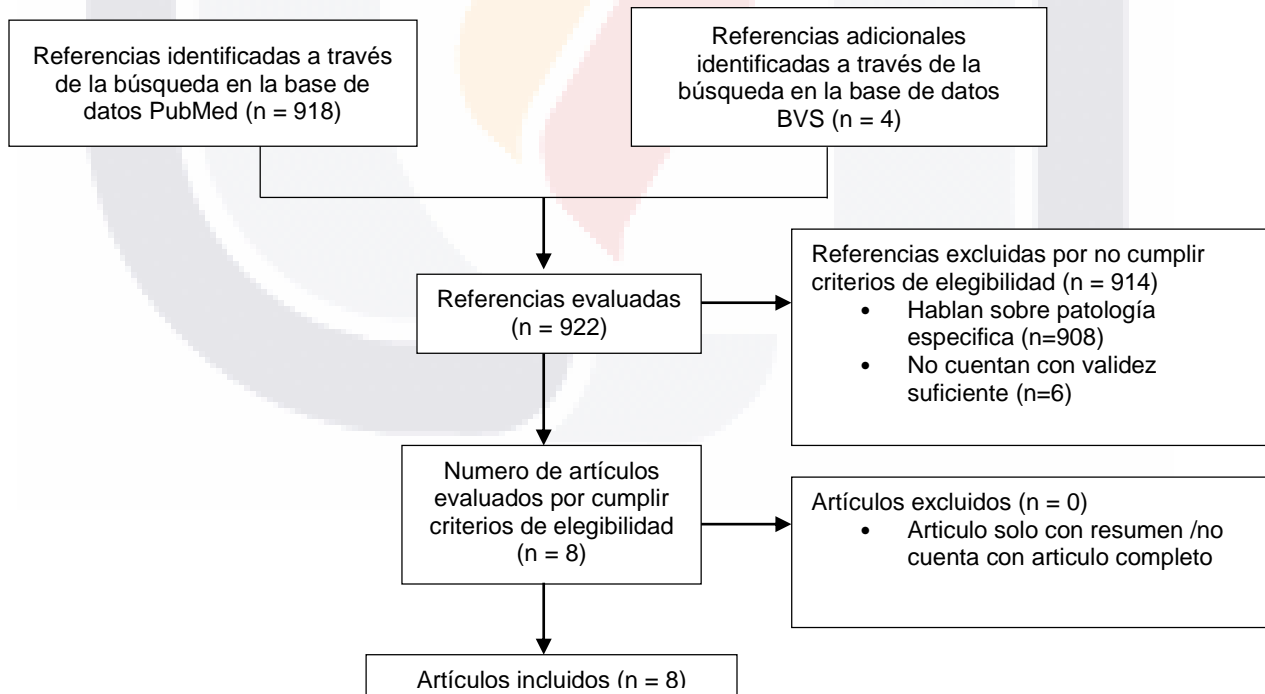 Referencias identificadas a través
de la búsqueda en la base de
datos PubMed (n = 918)
Referencias adicionales
identificadas a través de la
búsqueda en la base de datos
BVS (n = 4)
Referencias evaluadas
(n = 922)
Referencias excluidas por no cumplir
criterios de elegibilidad (n = 914)
• Hablan sobre patología
especifica (n=908)
• No cuentan con validez
suficiente (n=6)
Numero de artículos
evaluados por cumplir
criterios de elegibilidad
(n = 8)
Artículos excluidos (n = 0)
• Articulo solo con resumen /no
cuenta con articulo completo
Artículos incluidos (n = 8)